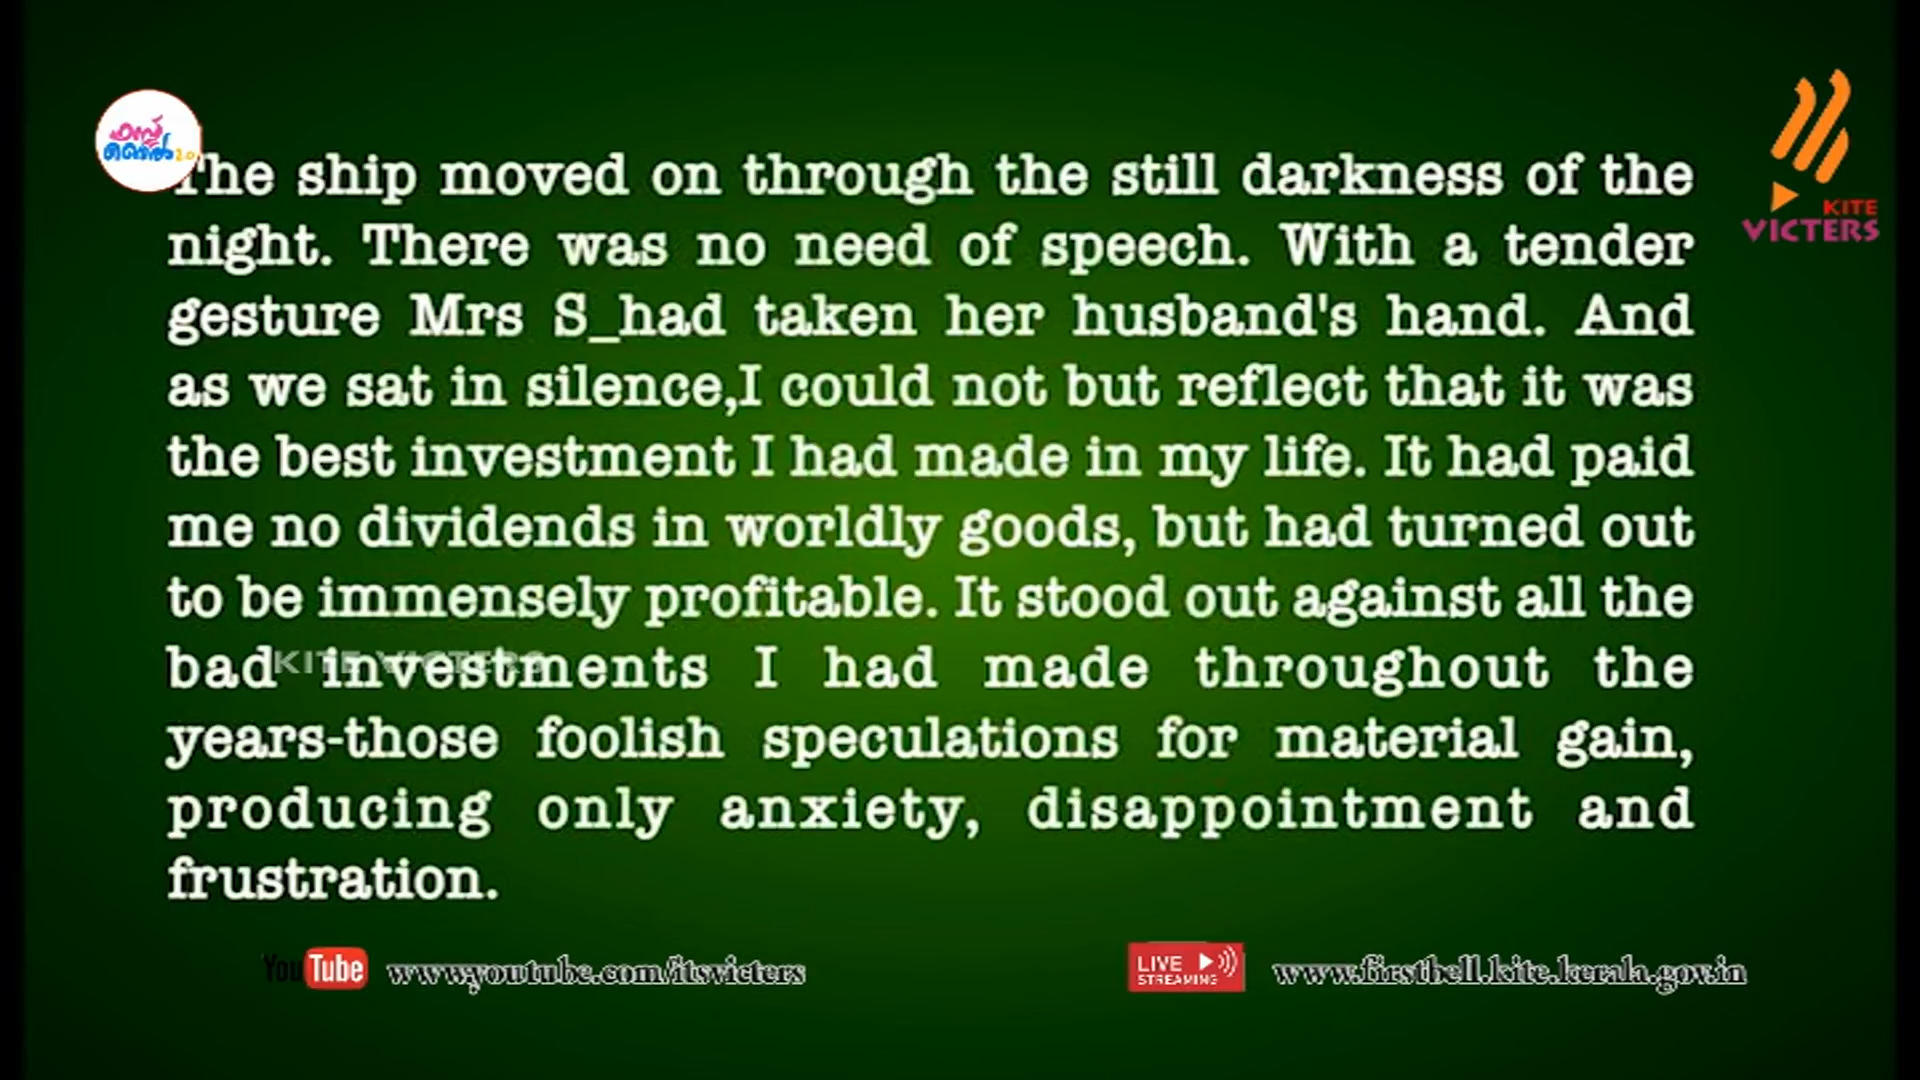 ഫസ്റ്റ്
ബെൽ 2.0
KITE
VICTERS
The ship moved on through the still darkness of the
night. There was no need of speech. With a tender
gesture Mrs S_had taken her husband's hand. And
as we sat in silence,I could not but reflect that it was
the best investment I had made in my life. It had paid
me no dividends in worldly goods, but had turned out
to be immensely profitable. It stood out against all the
bad investments I had made throughout the
years-those foolish speculations for material gain,
producing only anxiety, disappointment and
frustration.
KITE VICTERS
YouTube www.youtube.com/itsvicters
LIVE STREAMING www.firstbell.kite.kerala.gov.in